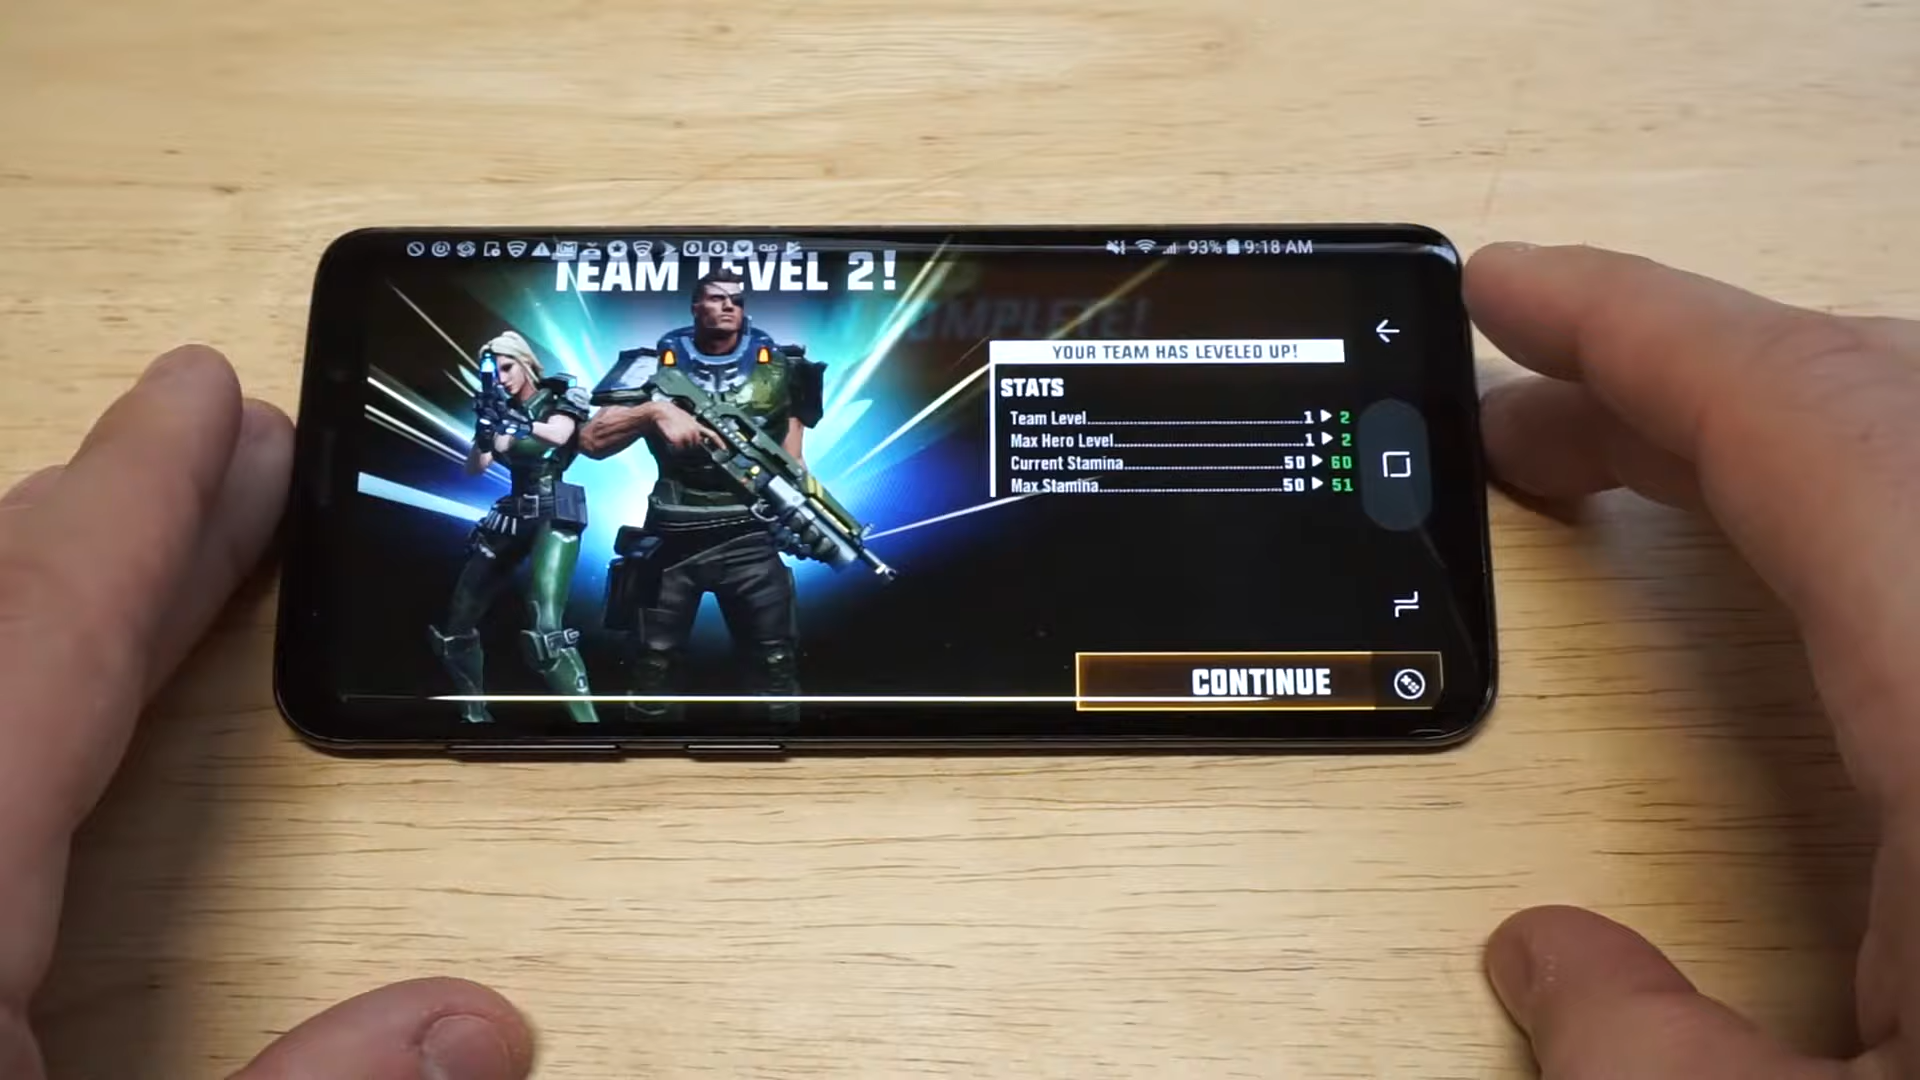 93% 9:18 AM
TEAM LEVEL 2!
COMPLETE!
YOUR TEAM HAS LEVELED UP!
STATS
Team Level 1 ▶ 2
Max Hero Level 1 ▶ 2
Current Stamina 50 ▶ 60
Max Stamina 50 ▶ 51
CONTINUE